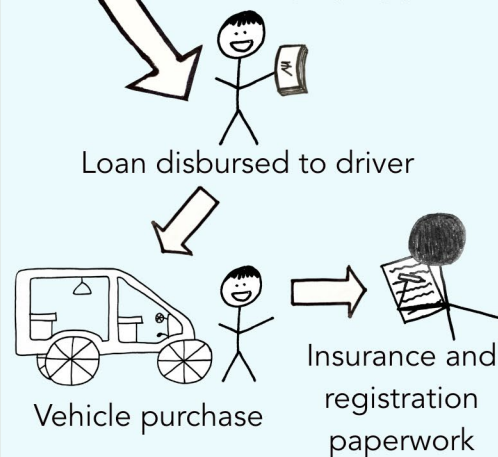 Loan disbursed to driver
Vehicle purchase
Insurance and
registration
paperwork